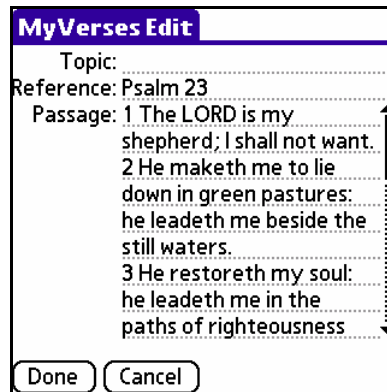 MyVerses Edit
Topic:
Reference: Psalm 23
Passage: 1 The LORD is my
shepherd; I shall not want.
2 He maketh me to lie
down in green pastures:
he leadeth me beside the
still waters.
3 He restoreth my soul:
he leadeth me in the
paths of righteousness
Done Cancel